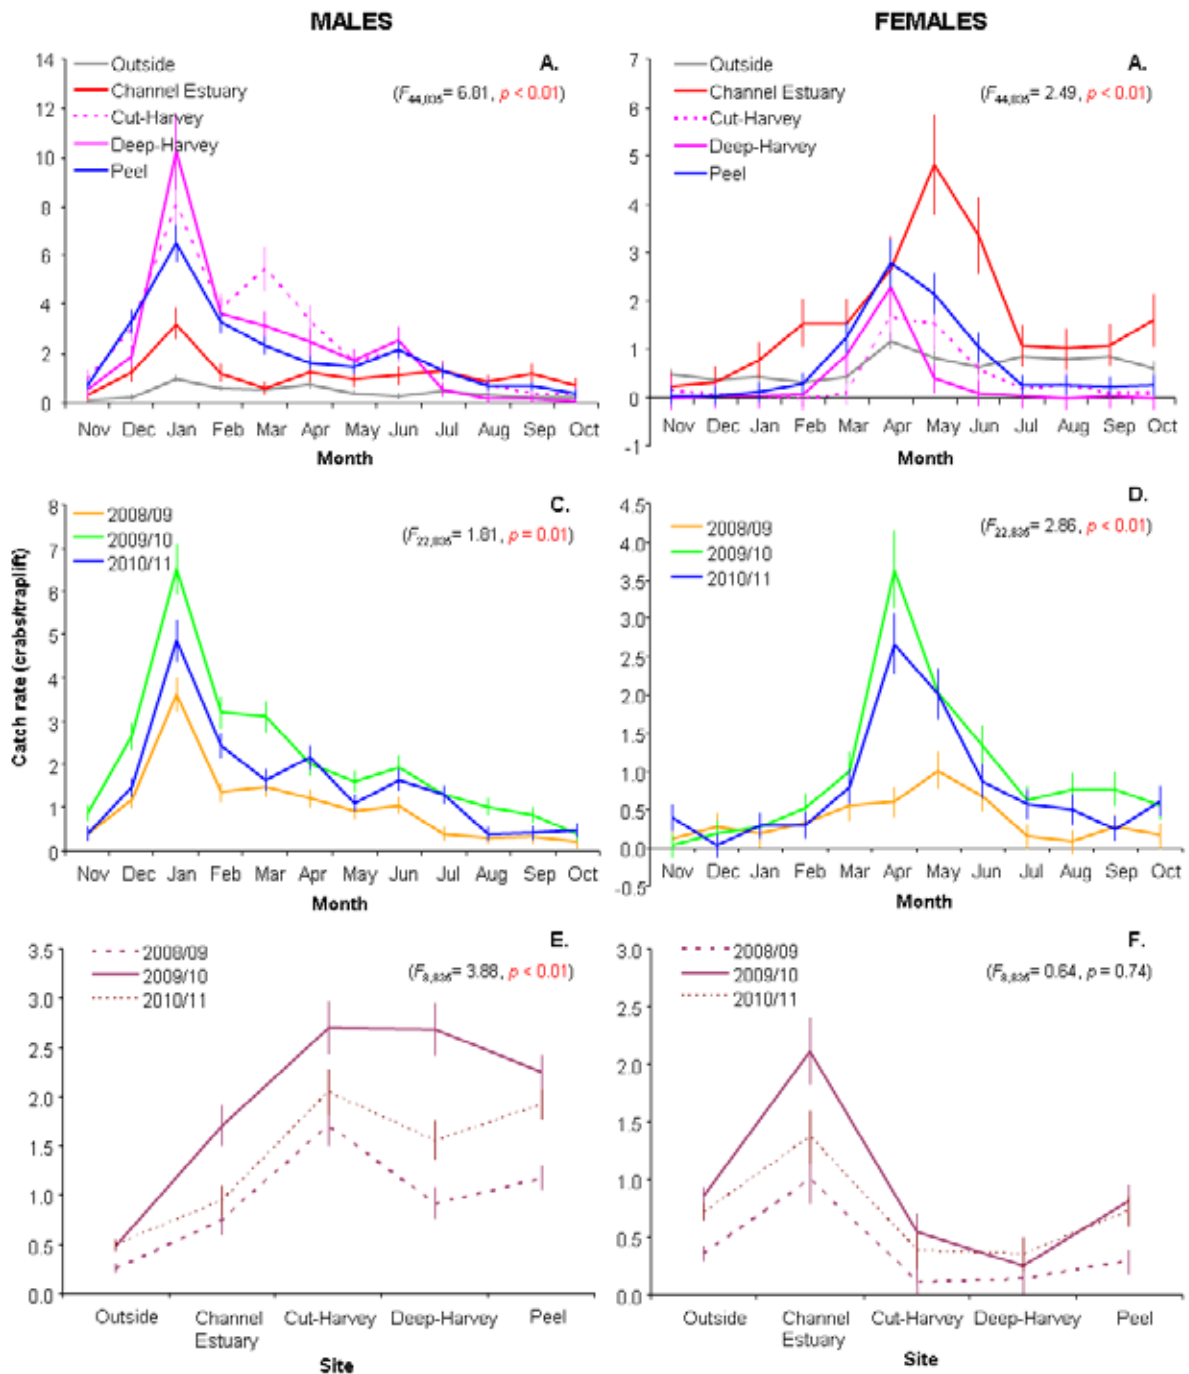 MALES
FEMALES
A.
(F44,835= 6.81, p < 0.01)
Outside
Channel Estuary
Cut-Harvey
Deep-Harvey
Peel
14
12
10
8
6
4
2
0
Nov Dec Jan Feb Mar Apr May Jun Jul Aug Sep Oct
Month
A.
(F44,835= 2.49, p < 0.01)
Outside
Channel Estuary
Cut-Harvey
Deep-Harvey
Peel
7
6
5
4
3
2
1
0
-1
Nov Dec Jan Feb Mar Apr May Jun Jul Aug Sep Oct
Month
Catch rate (crabs/traplift)
C.
(F22,835= 1.81, p = 0.01)
2008/09
2009/10
2010/11
8
7
6
5
4
3
2
1
0
Nov Dec Jan Feb Mar Apr May Jun Jul Aug Sep Oct
Month
D.
(F22,835= 2.86, p < 0.01)
2008/09
2009/10
2010/11
4.5
4.0
3.5
3.0
2.5
2.0
1.5
1.0
0.5
0.0
-0.5
Nov Dec Jan Feb Mar Apr May Jun Jul Aug Sep Oct
Month
E.
(F8,835= 3.88, p < 0.01)
2008/09
2009/10
2010/11
3.5
3.0
2.5
2.0
1.5
1.0
0.5
0.0
Outside Channel Cut-Harvey Deep-Harvey Peel
Estuary
Site
F.
(F8,835= 0.64, p = 0.74)
2008/09
2009/10
2010/11
3.0
2.5
2.0
1.5
1.0
0.5
0.0
Outside Channel Cut-Harvey Deep-Harvey Peel
Estuary
Site